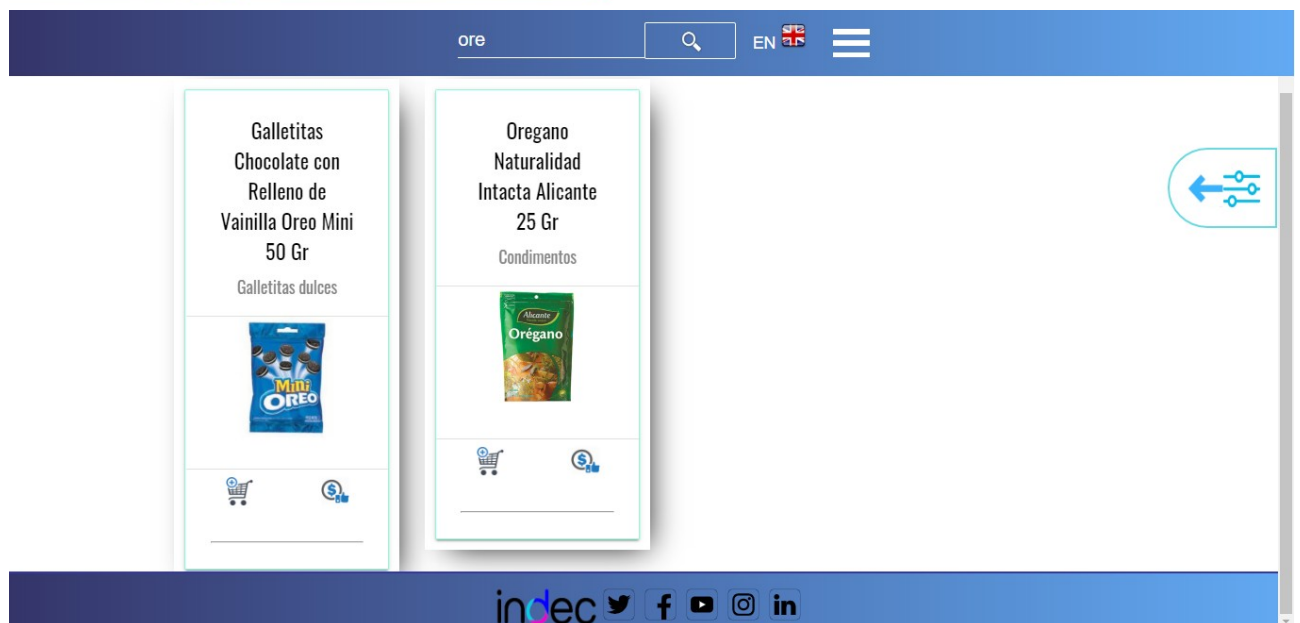 ore
EN
Galletitas
Chocolate con
Relleno de
Vainilla Oreo Mini
50 Gr
Galletitas dulces
Mini
OREO
Oregano
Naturalidad
Intacta Alicante
25 Gr
Condimentos
Alicante
Orégano
indec